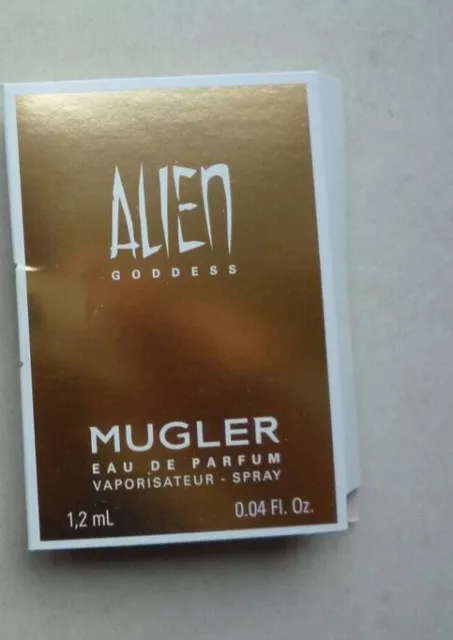 ALIEN
GODDESS
MUGLER
EAU DE PARFUM
VAPORISATEUR - SPRAY
1,2 mL 0.04 Fl. Oz.